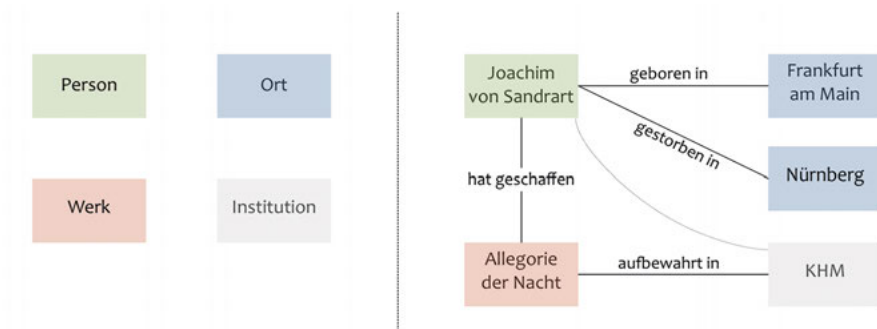 Person
Ort
Werk
Institution
Joachim
von Sandrart
geboren in
Frankfurt
am Main
gestorben in
Nürnberg
hat geschaffen
Allegorie
der Nacht
aufbewahrt in
KHM